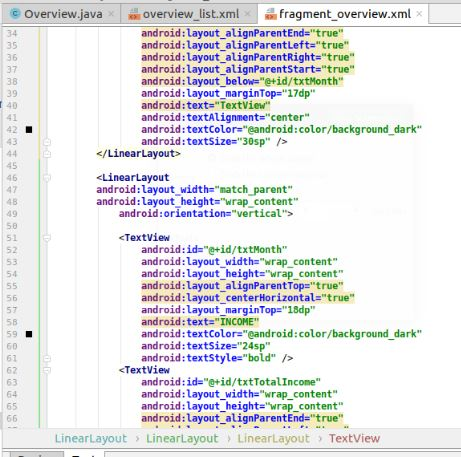 Overview.java × overview_list.xml × fragment_overview.xml ×
34 android:layout_alignParentEnd="true"
35 android:layout_alignParentLeft="true"
36 android:layout_alignParentRight="true"
37 android:layout_alignParentStart="true"
38 android:layout_below="@+id/txtMonth"
39 android:layout_marginTop="17dp"
40 android:text="TextView"
41 android:textAlignment="center"
42 android:textColor="@android:color/background_dark"
43 android:textSize="30sp" />
44 </LinearLayout>
45
46 <LinearLayout
47 android:layout_width="match_parent"
48 android:layout_height="wrap_content"
49 android:orientation="vertical">
50
51 <TextView
52 android:id="@+id/txtMonth"
53 android:layout_width="wrap_content"
54 android:layout_height="wrap_content"
55 android:layout_alignParentTop="true"
56 android:layout_centerHorizontal="true"
57 android:layout_marginTop="18dp"
58 android:text="INCOME"
59 android:textColor="@android:color/background_dark"
60 android:textSize="24sp"
61 android:textStyle="bold" />
62 <TextView
63 android:id="@+id/txtTotalIncome"
64 android:layout_width="wrap_content"
65 android:layout_height="wrap_content"
66 android:layout_alignParentEnd="true"
LinearLayout › LinearLayout › LinearLayout › TextView